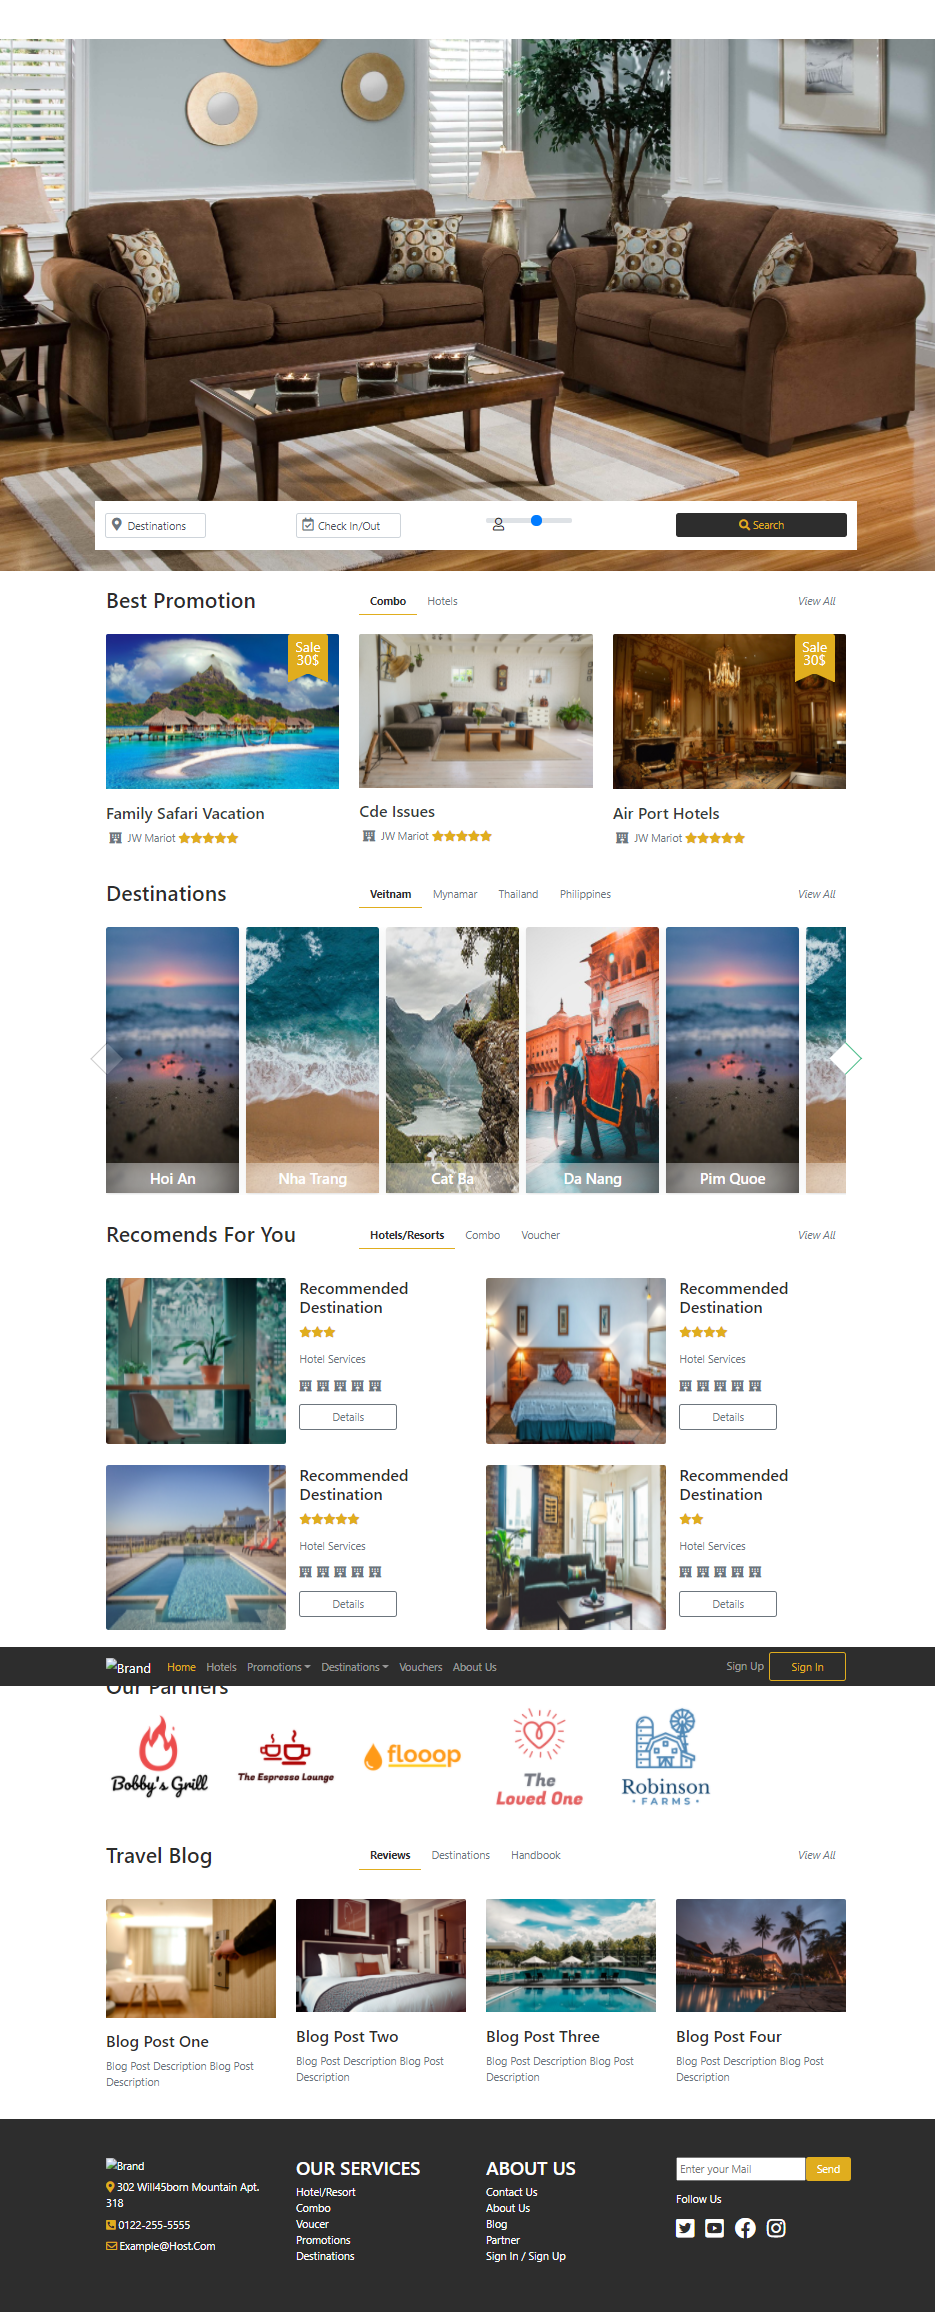 Destinations
Check In/Out
Search
Best Promotion
Combo
Hotels
View All
Sale
30$
Sale
30$
Family Safari Vacation
JW Mariot
Cde Issues
JW Mariot
Air Port Hotels
JW Mariot
Destinations
Veitnam
Mynamar
Thailand
Philippines
View All
Hoi An
Nha Trang
Cat Ba
Da Nang
Pim Quoe
Recomends For You
Hotels/Resorts
Combo
Voucher
View All
Recommended
Destination
Hotel Services
Details
Recommended
Destination
Hotel Services
Details
Recommended
Destination
Hotel Services
Details
Recommended
Destination
Hotel Services
Details
Brand
Home
Hotels
Promotions
Destinations
Vouchers
About Us
Sign Up
Sign In
Our Partners
Bobby's Grill
The Espresso Lounge
flooop
The
Loved One
Robinson
FARMS
Travel Blog
Reviews
Destinations
Handbook
View All
Blog Post One
Blog Post Description Blog Post
Description
Blog Post Two
Blog Post Description Blog Post
Description
Blog Post Three
Blog Post Description Blog Post
Description
Blog Post Four
Blog Post Description Blog Post
Description
Brand
302 Will45born Mountain Apt.
318
0122-255-5555
Example@Host.Com
OUR SERVICES
Hotel/Resort
Combo
Voucer
Promotions
Destinations
ABOUT US
Contact Us
About Us
Blog
Partner
Sign In / Sign Up
Enter your Mail
Send
Follow Us